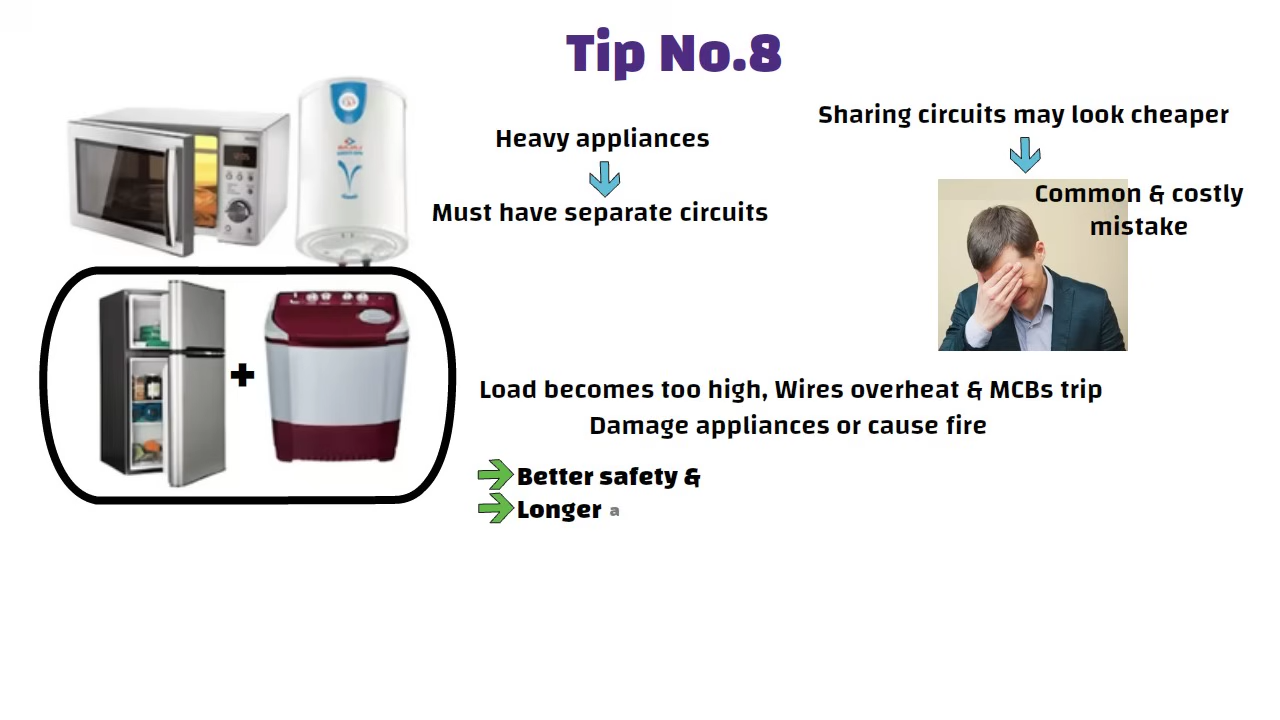 Tip No.8
Heavy appliances
Must have separate circuits
Sharing circuits may look cheaper
Common & costly
mistake
+
Load becomes too high, Wires overheat & MCBs trip
Damage appliances or cause fire
Better safety &
Longer a